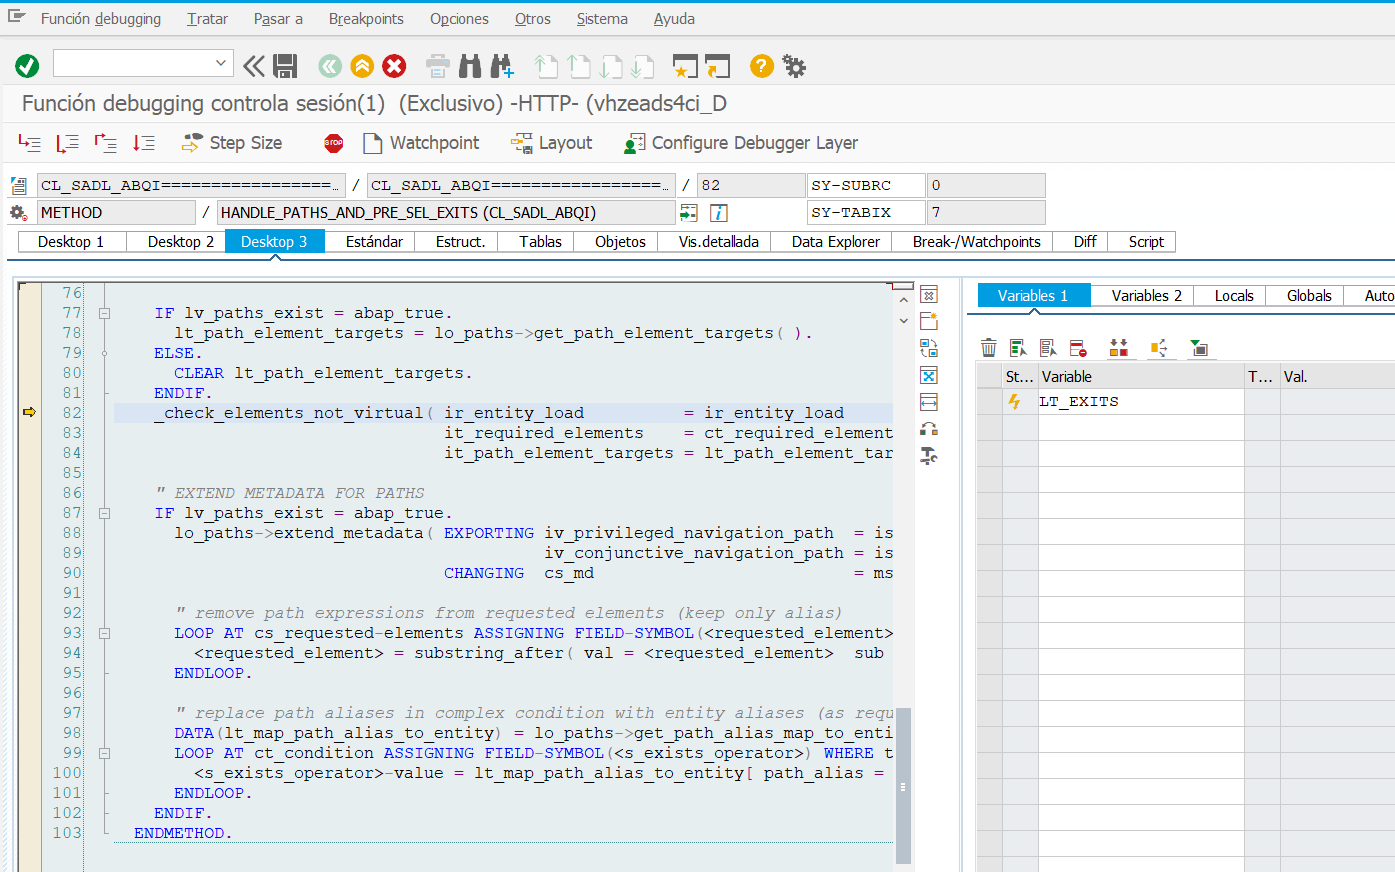 Función debugging Tratar Pasar a Breakpoints Opciones Otros Sistema Ayuda
Función debugging controla sesión(1) (Exclusivo) -HTTP- (vhzeads4ci_D
Step Size STOP Watchpoint Layout Configure Debugger Layer
CL_SADL_ABQI=================… / CL_SADL_ABQI=================… / 82 SY-SUBRC 0
METHOD / HANDLE_PATHS_AND_PRE_SEL_EXITS (CL_SADL_ABQI) SY-TABIX 7
Desktop 1 Desktop 2 Desktop 3 Estándar Estruct. Tablas Objetos Vis.detallada Data Explorer Break-/Watchpoints Diff Script
76
77 IF lv_paths_exist = abap_true.
78 lt_path_element_targets = lo_paths->get_path_element_targets( ).
79 ELSE.
80 CLEAR lt_path_element_targets.
81 ENDIF.
82 _check_elements_not_virtual( ir_entity_load = ir_entity_load
83 it_required_elements = ct_required_element
84 it_path_element_targets = lt_path_element_tar
85
86 " EXTEND METADATA FOR PATHS
87 IF lv_paths_exist = abap_true.
88 lo_paths->extend_metadata( EXPORTING iv_privileged_navigation_path = is
89 iv_conjunctive_navigation_path = is
90 CHANGING cs_md = ms
91
92 " remove path expressions from requested elements (keep only alias)
93 LOOP AT cs_requested-elements ASSIGNING FIELD-SYMBOL(<requested_element>
94 <requested_element> = substring_after( val = <requested_element> sub
95 ENDLOOP.
96
97 " replace path aliases in complex condition with entity aliases (as requ
98 DATA(lt_map_path_alias_to_entity) = lo_paths->get_path_alias_map_to_enti
99 LOOP AT ct_condition ASSIGNING FIELD-SYMBOL(<s_exists_operator>) WHERE t
100 <s_exists_operator>-value = lt_map_path_alias_to_entity[ path_alias =
101 ENDLOOP.
102 ENDIF.
103 ENDMETHOD.
Variables 1 Variables 2 Locals Globals Auto
St... Variable T... Val.
LT_EXITS